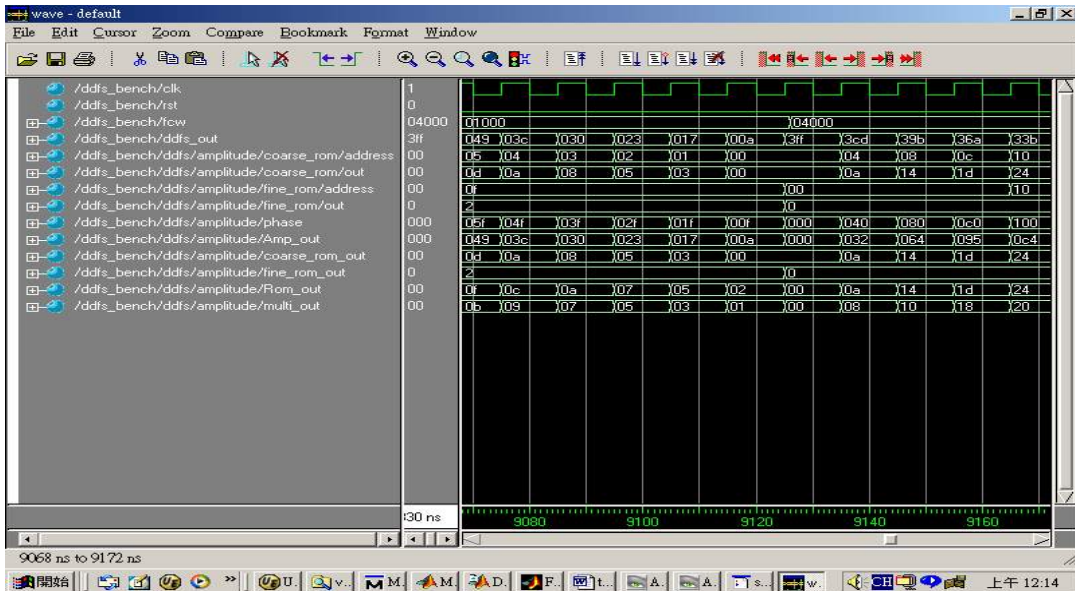 wave - default
File Edit Cursor Zoom Compare Bookmark Format Window
/ddfs_bench/clk 1
/ddfs_bench/rst 0
/ddfs_bench/fcw 04000 01000 04000
/ddfs_bench/ddfs_out 3ff 049 03c 030 023 017 00a 3ff 3cd 39b 36a 33b
/ddfs_bench/ddfs/amplitude/coarse_rom/address 00 05 04 03 02 01 00 04 08 0c 10
/ddfs_bench/ddfs/amplitude/coarse_rom/out 00 0d 0a 08 05 03 00 0a 14 1d 24
/ddfs_bench/ddfs/amplitude/fine_rom/address 00 0f 00 10
/ddfs_bench/ddfs/amplitude/fine_rom/out 0 2 0
/ddfs_bench/ddfs/amplitude/phase 000 05f 04f 03f 02f 01f 00f 000 040 080 0c0 100
/ddfs_bench/ddfs/amplitude/Amp_out 000 049 03c 030 023 017 00a 000 032 064 095 0c4
/ddfs_bench/ddfs/amplitude/coarse_rom_out 00 0d 0a 08 05 03 00 0a 14 1d 24
/ddfs_bench/ddfs/amplitude/fine_rom_out 0 2 0
/ddfs_bench/ddfs/amplitude/Rom_out 00 0f 0c 0a 07 05 02 00 0a 14 1d 24
/ddfs_bench/ddfs/amplitude/multi_out 00 0b 09 07 05 03 01 00 08 10 18 20
30 ns 9080 9100 9120 9140 9160
9068 ns to 9172 ns
開始 U. v.. M. M. D. F. t... A. A. s... w. CH 上午 12:14